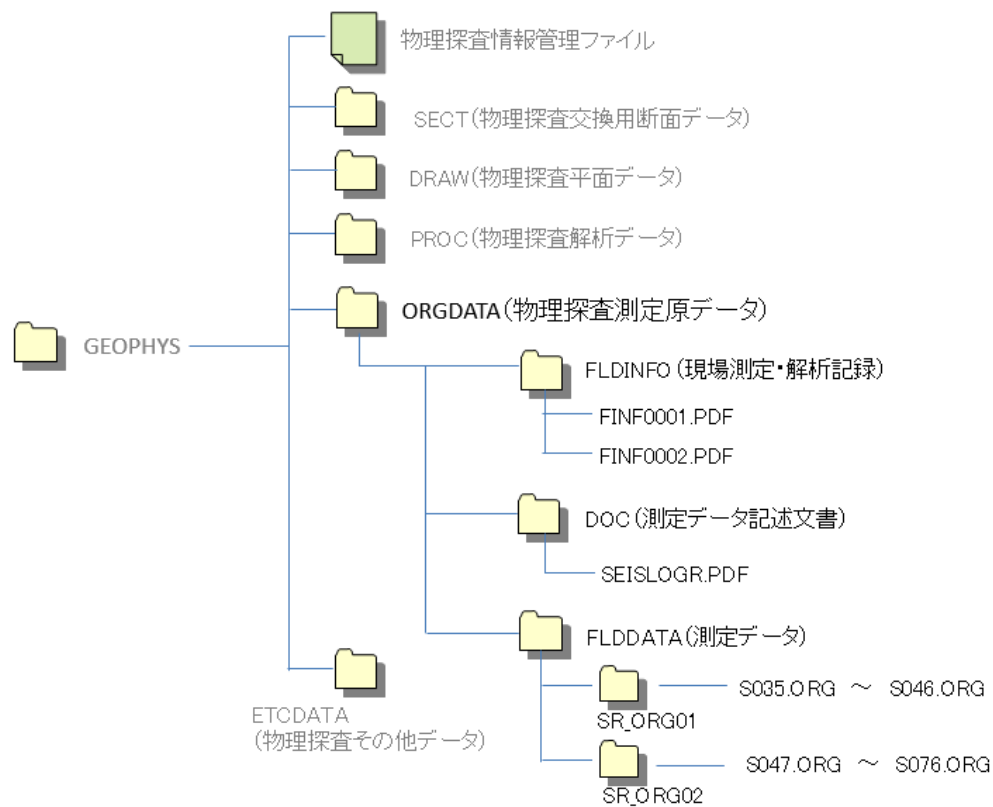 物理探査情報管理ファイル
SECT(物理探査交換用断面データ)
DRAW(物理探査平面データ)
PROC(物理探査解析データ)
ORGDATA(物理探査測定原データ)
GEOPHYS
FLDINFO(現場測定・解析記録)
FINF0001.PDF
FINF0002.PDF
DOC(測定データ記述文書)
SEISLOGR.PDF
FLDDATA(測定データ)
S035.ORG ～ S046.ORG
SR_ORG01
S047.ORG ～ S076.ORG
SR_ORG02
ETCDATA
(物理探査その他データ)